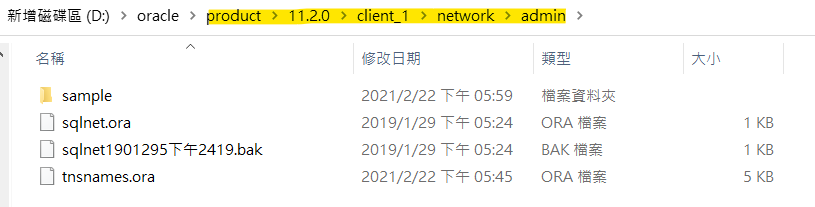 新增磁碟區 (D:) > oracle > product > 11.2.0 > client_1 > network > admin >
名稱 修改日期 類型 大小
sample 2021/2/22 下午 05:59 檔案資料夾
sqlnet.ora 2019/1/29 下午 05:24 ORA 檔案 1 KB
sqlnet1901295下午2419.bak 2019/1/29 下午 05:24 BAK 檔案 1 KB
tnsnames.ora 2021/2/22 下午 05:45 ORA 檔案 5 KB